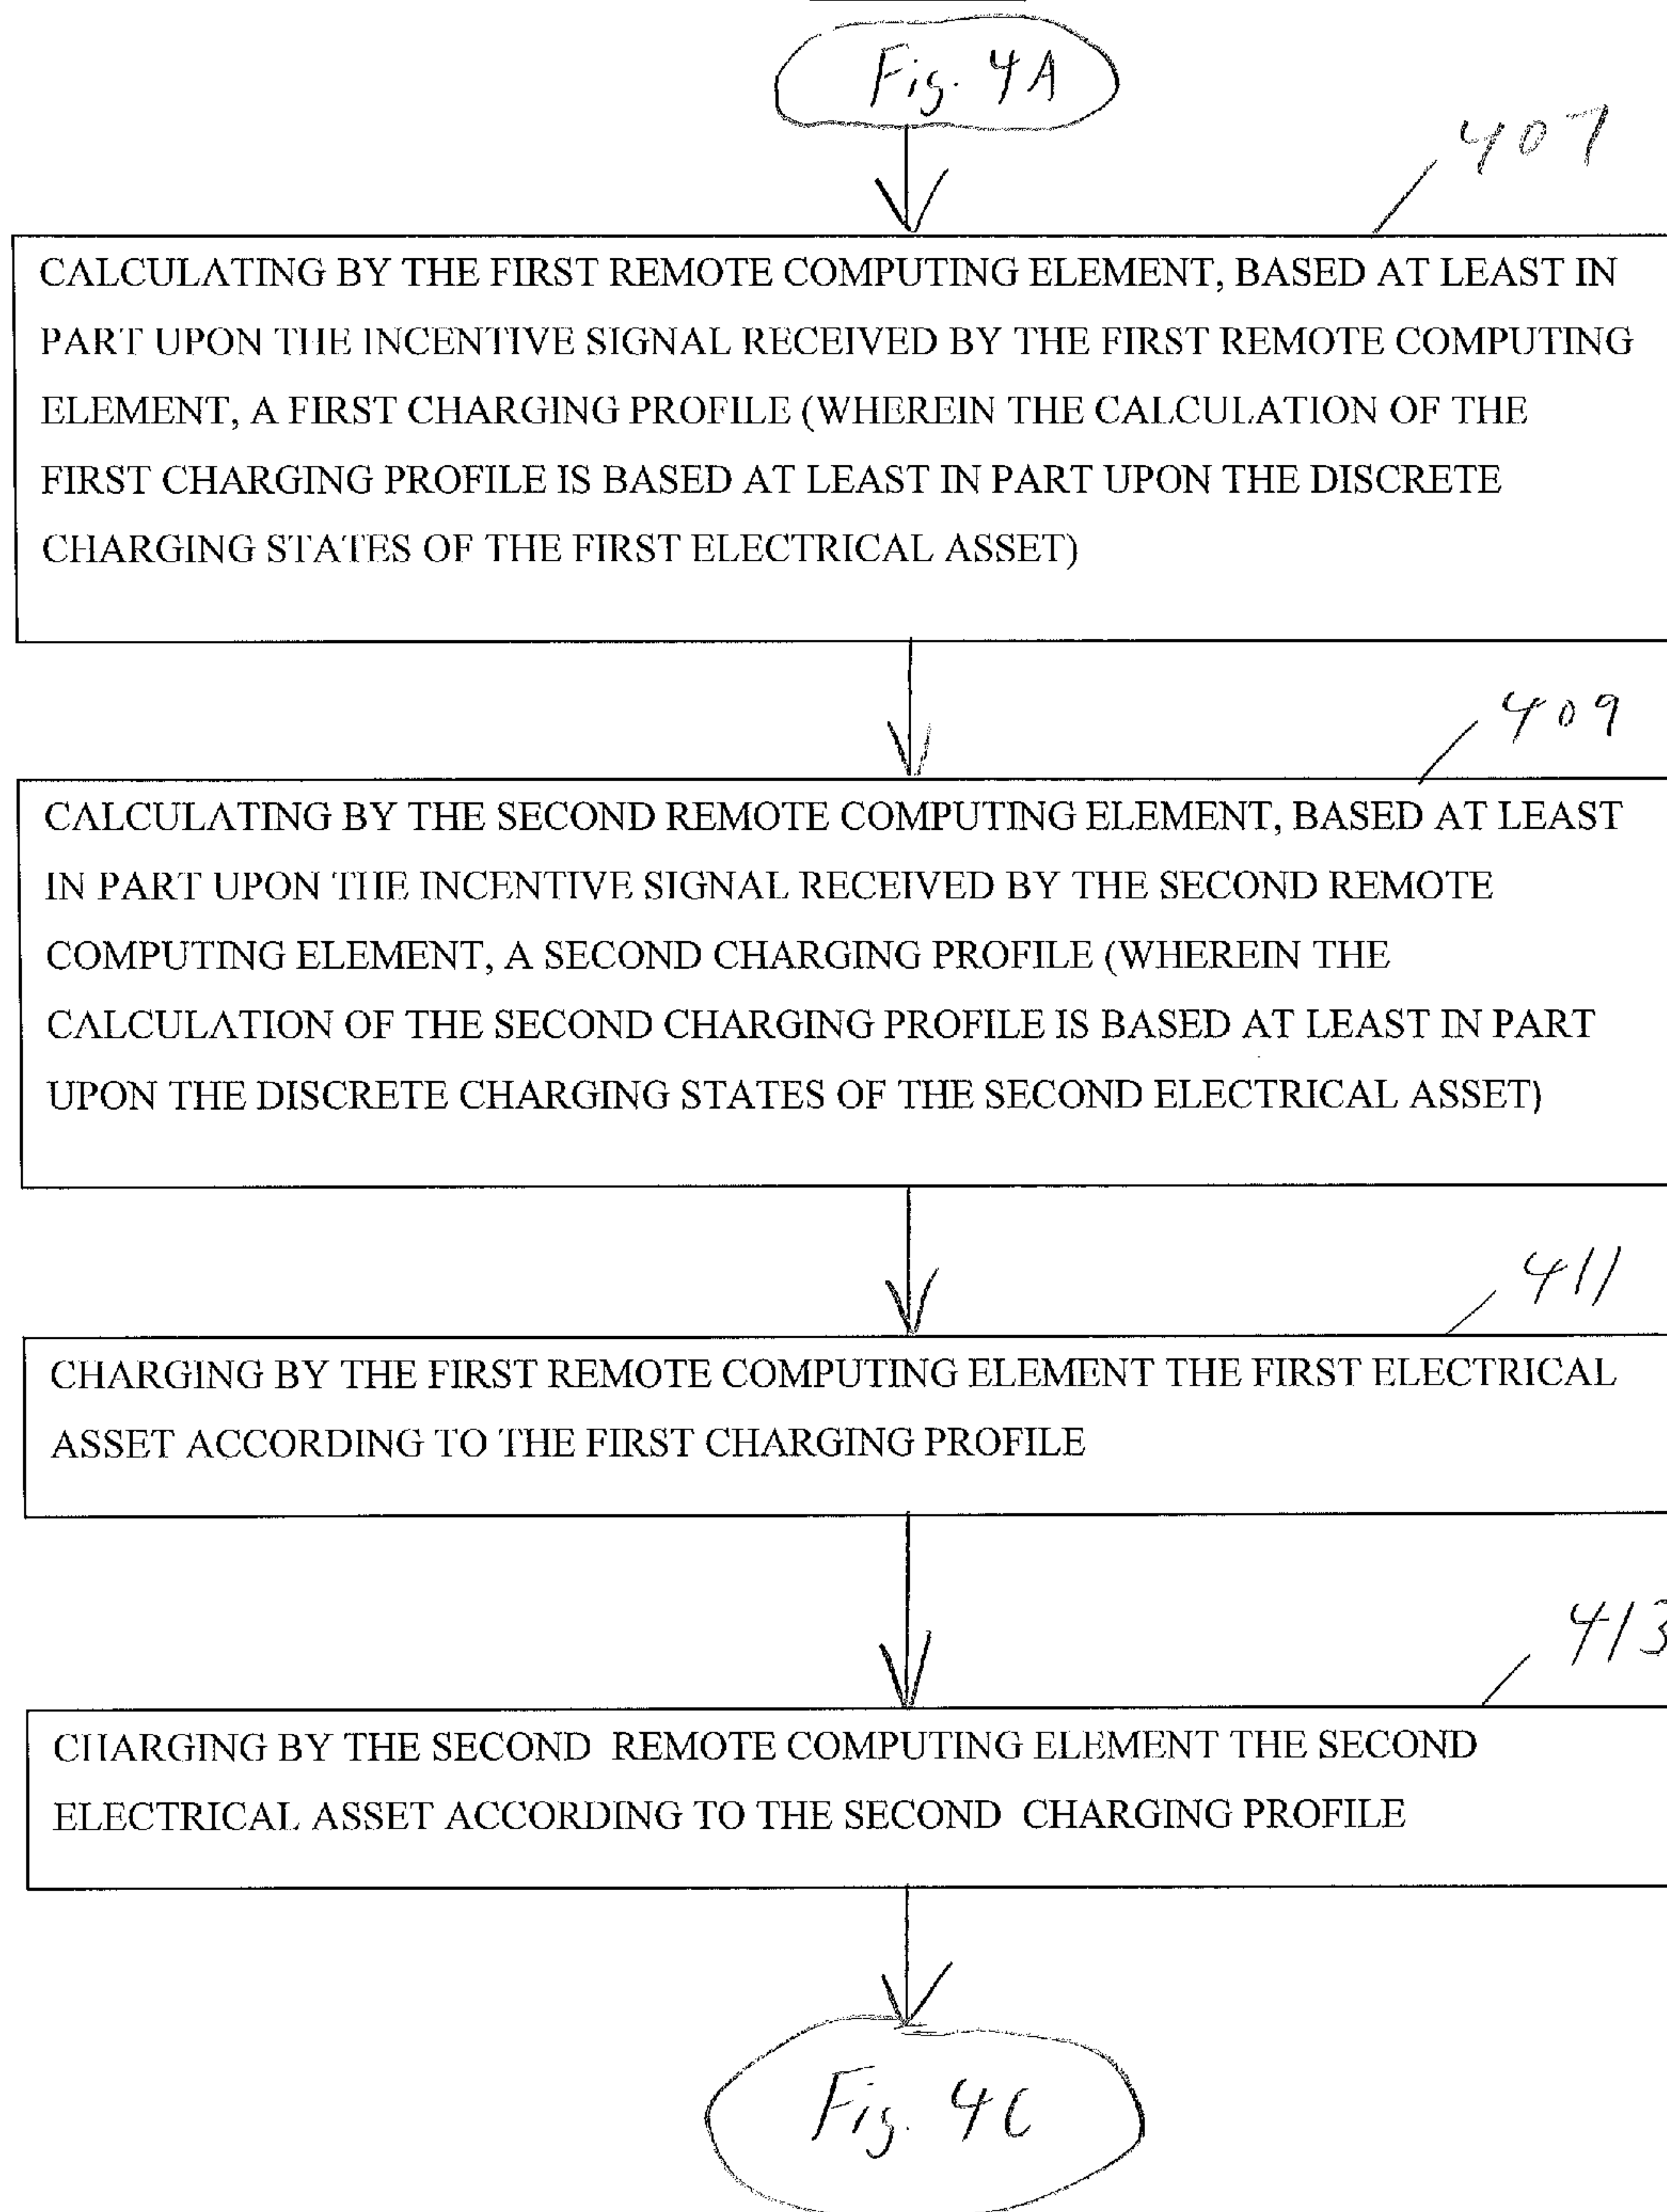 Fig. 4A
407
CALCULATING BY THE FIRST REMOTE COMPUTING ELEMENT, BASED AT LEAST IN
PART UPON THE INCENTIVE SIGNAL RECEIVED BY THE FIRST REMOTE COMPUTING
ELEMENT, A FIRST CHARGING PROFILE (WHEREIN THE CALCULATION OF THE
FIRST CHARGING PROFILE IS BASED AT LEAST IN PART UPON THE DISCRETE
CHARGING STATES OF THE FIRST ELECTRICAL ASSET)
409
CALCULATING BY THE SECOND REMOTE COMPUTING ELEMENT, BASED AT LEAST
IN PART UPON THE INCENTIVE SIGNAL RECEIVED BY THE SECOND REMOTE
COMPUTING ELEMENT, A SECOND CHARGING PROFILE (WHEREIN THE
CALCULATION OF THE SECOND CHARGING PROFILE IS BASED AT LEAST IN PART
UPON THE DISCRETE CHARGING STATES OF THE SECOND ELECTRICAL ASSET)
411
CHARGING BY THE FIRST REMOTE COMPUTING ELEMENT THE FIRST ELECTRICAL
ASSET ACCORDING TO THE FIRST CHARGING PROFILE
413
CHARGING BY THE SECOND REMOTE COMPUTING ELEMENT THE SECOND
ELECTRICAL ASSET ACCORDING TO THE SECOND CHARGING PROFILE
Fig. 4C